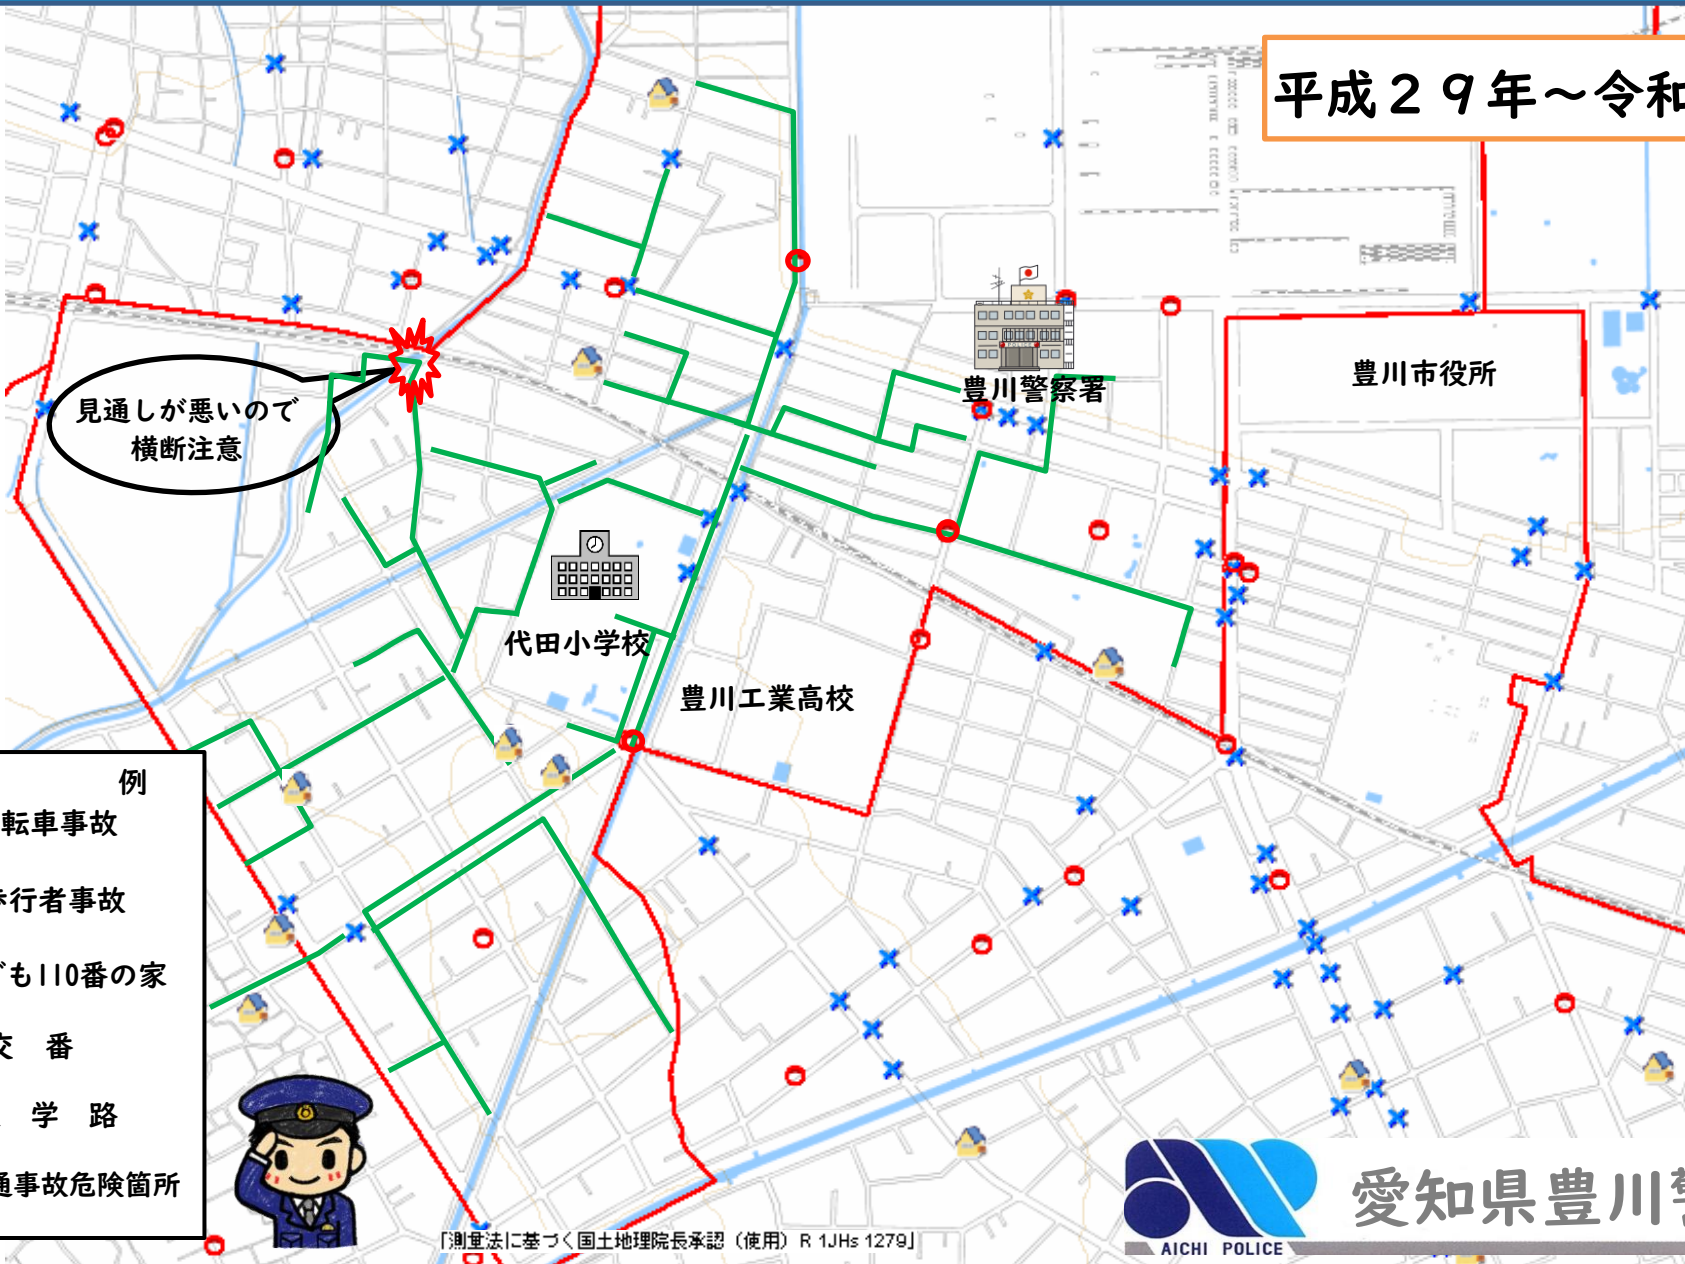 平成２９年～令和
豊川警察署
豊川市役所
見通しが悪いので
横断注意
代田小学校
豊川工業高校
例
転車事故
歩行者事故
ども110番の家
交　番
学　路
通事故危険箇所
「測量法に基づく国土地理院長承認（使用）Ｒ 1JHs 1279」
AICHI POLICE
愛知県豊川警